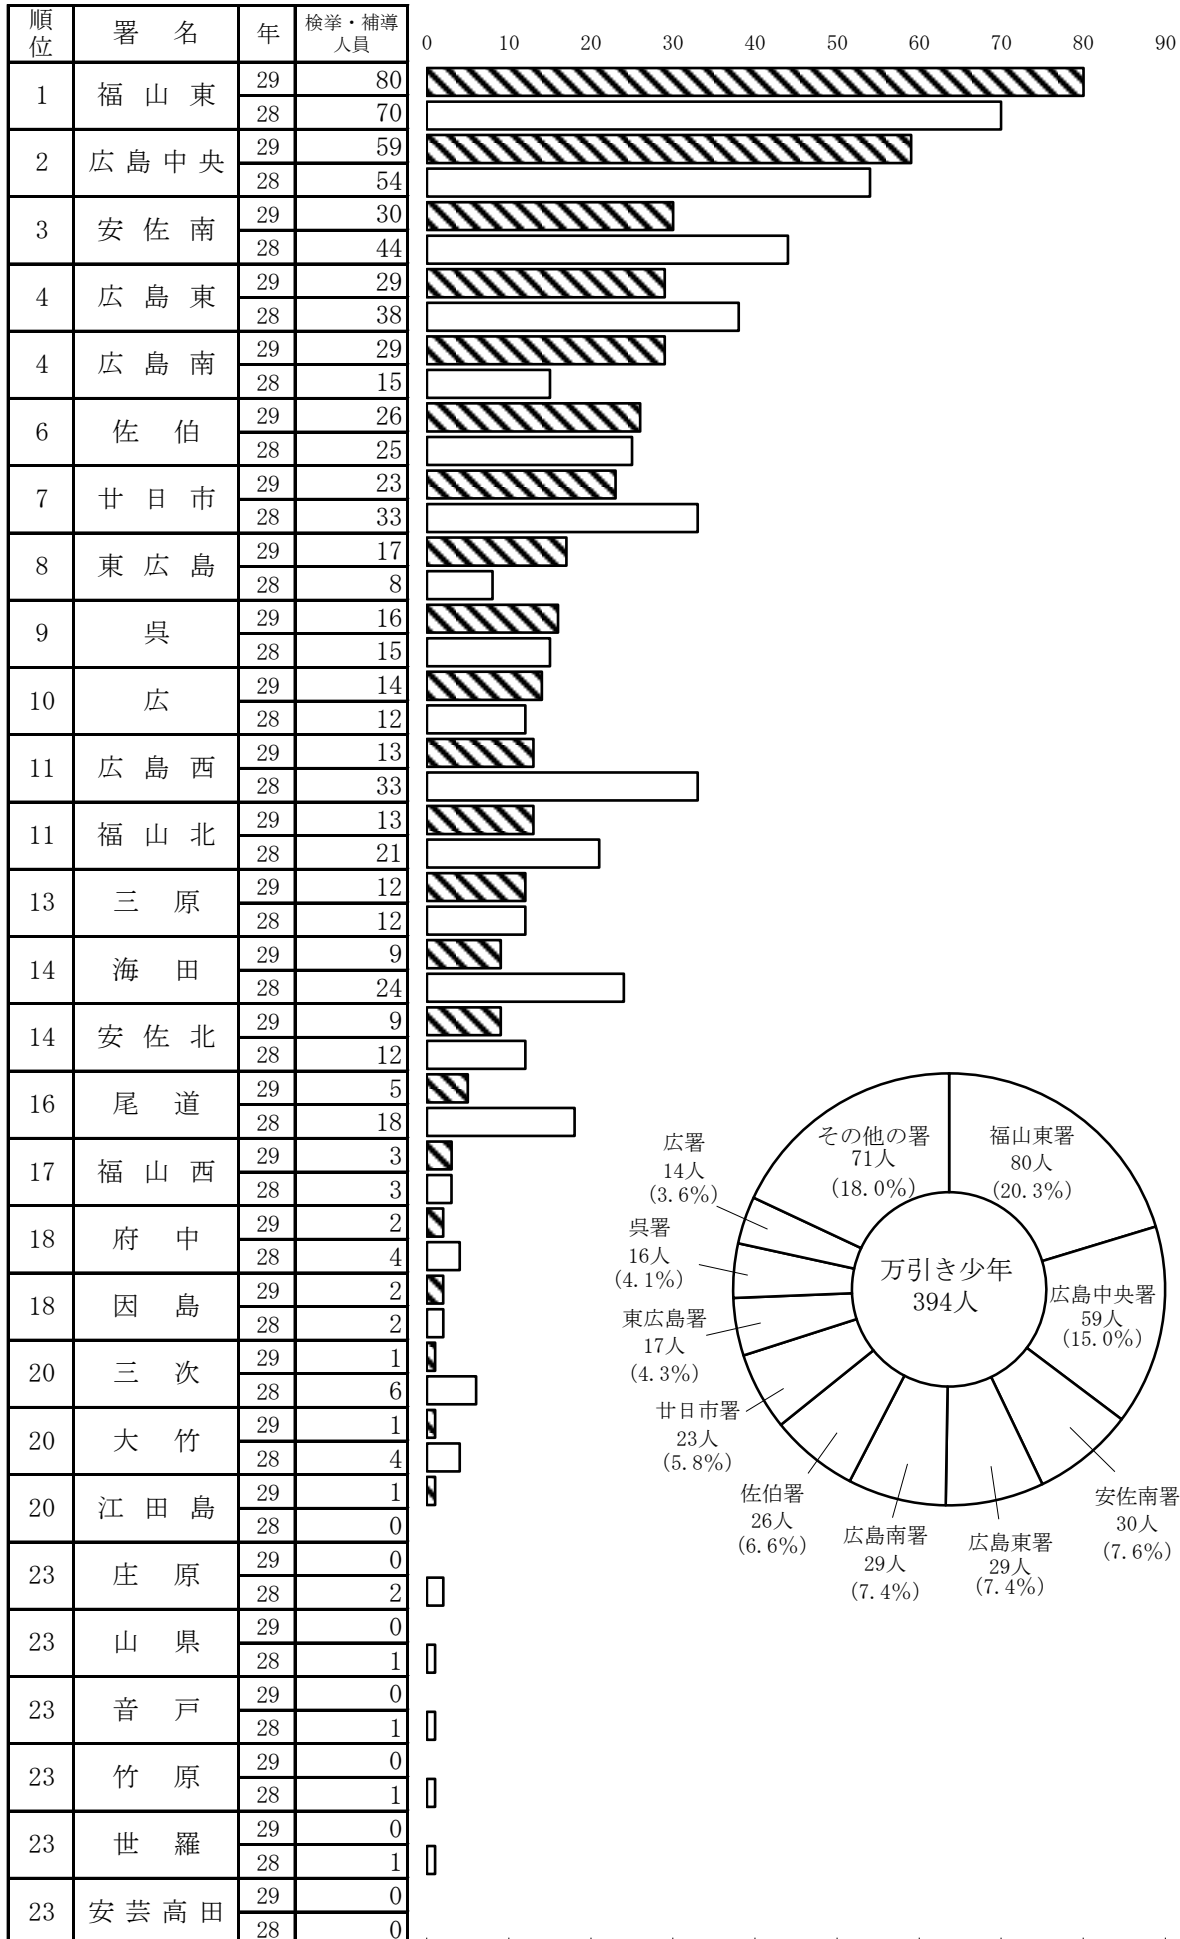 順位 署名 年 検挙・補導人員 0 10 20 30 40 50 60 70 80 90
1 福山東 29 80
28 70
2 広島中央 29 59
28 54
3 安佐南 29 30
28 44
4 広島東 29 29
28 38
4 広島南 29 29
28 15
6 佐伯 29 26
28 25
7 廿日市 29 23
28 33
8 東広島 29 17
28 8
9 呉 29 16
28 15
10 広 29 14
28 12
11 広島西 29 13
28 33
11 福山北 29 13
28 21
13 三原 29 12
28 12
14 海田 29 9
28 24
14 安佐北 29 9
28 12
16 尾道 29 5
28 18
17 福山西 29 3
28 3
18 府中 29 2
28 4
18 因島 29 2
28 2
20 三次 29 1
28 6
20 大竹 29 1
28 4
20 江田島 29 1
28 0
23 庄原 29 0
28 2
23 山県 29 0
28 1
23 音戸 29 0
28 1
23 竹原 29 0
28 1
23 世羅 29 0
28 1
23 安芸高田 29 0
28 0
万引き少年
394人
福山東署
80人
(20.3%)
広島中央署
59人
(15.0%)
安佐南署
30人
(7.6%)
広島東署
29人
(7.4%)
広島南署
29人
(7.4%)
佐伯署
26人
(6.6%)
廿日市署
23人
(5.8%)
東広島署
17人
(4.3%)
呉署
16人
(4.1%)
広署
14人
(3.6%)
その他の署
71人
(18.0%)